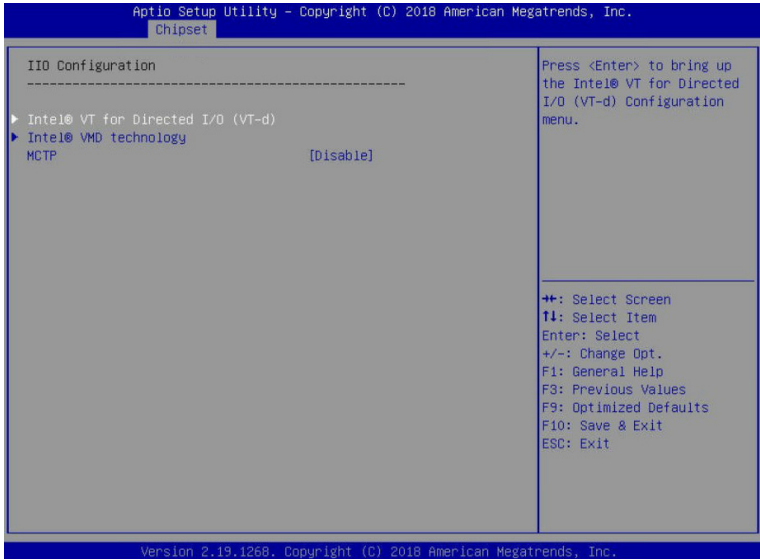 Aptio Setup Utility – Copyright (C) 2018 American Megatrends, Inc.
Chipset
IIO Configuration
--------------------------------------------------
Intel® VT for Directed I/O (VT-d)
Intel® VMD technology
MCTP [Disable]
Press <Enter> to bring up
the Intel® VT for Directed
I/O (VT-d) Configuration
menu.
→←: Select Screen
↑↓: Select Item
Enter: Select
+/-: Change Opt.
F1: General Help
F3: Previous Values
F9: Optimized Defaults
F10: Save & Exit
ESC: Exit
Version 2.19.1268. Copyright (C) 2018 American Megatrends, Inc.